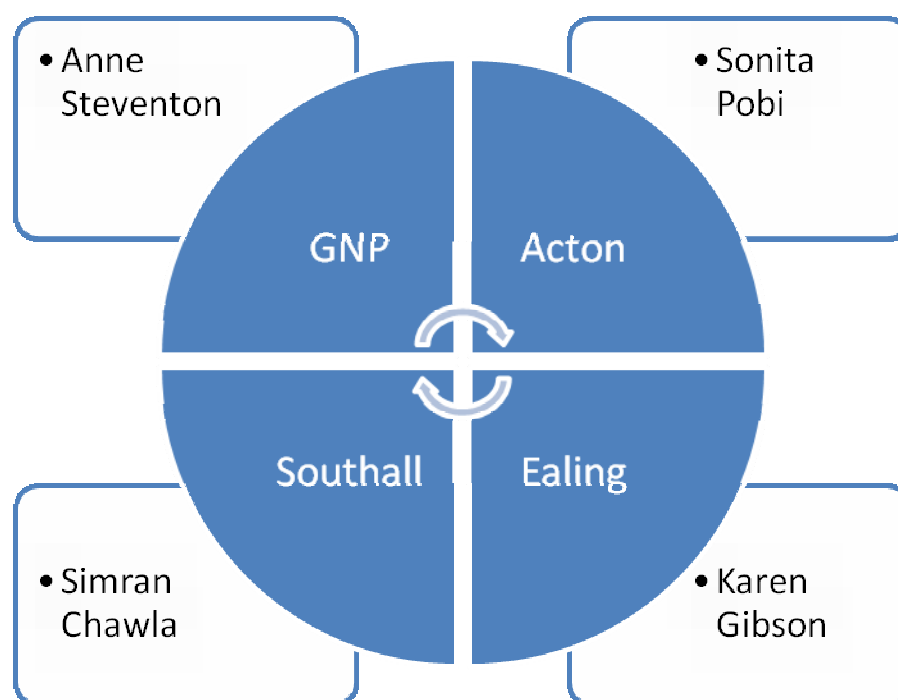 • Anne
Steventon
• Sonita
Pobi
GNP
Acton
Southall
Ealing
• Simran
Chawla
• Karen
Gibson